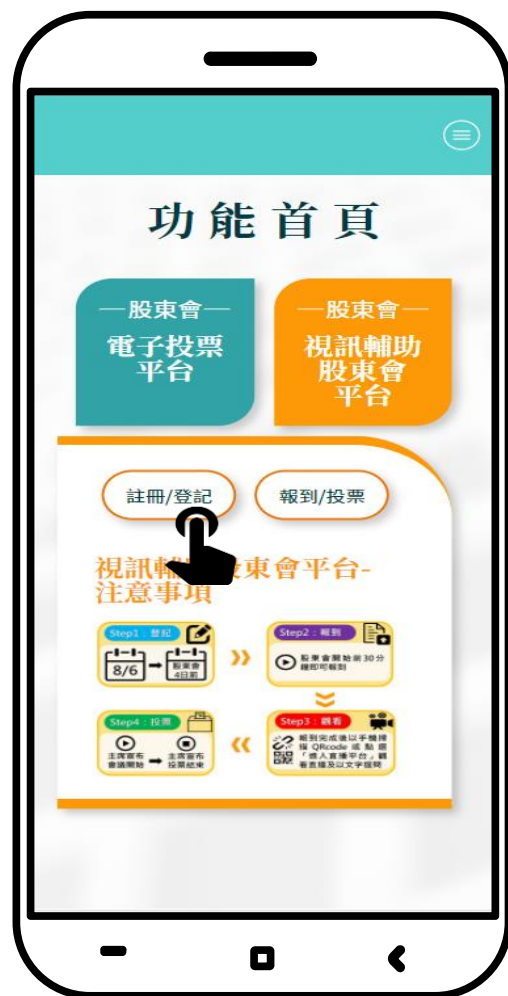 功能首頁
股東會
電子投票
平台
股東會
視訊輔助
股東會
平台
註冊/登記
報到/投票
視訊輔股東會平台-
注意事項
Step1：登記
8/6
股東會
4日前
Step2：報到
股東會開始前30分
鐘即可報到
Step3：觀看
報到完成後以手機掃
描 QRcode 或點選
「個人直播平台」觀
看直播及以文字提問
Step4：投票
主席宣布
會議開始
主席宣布
投票結束